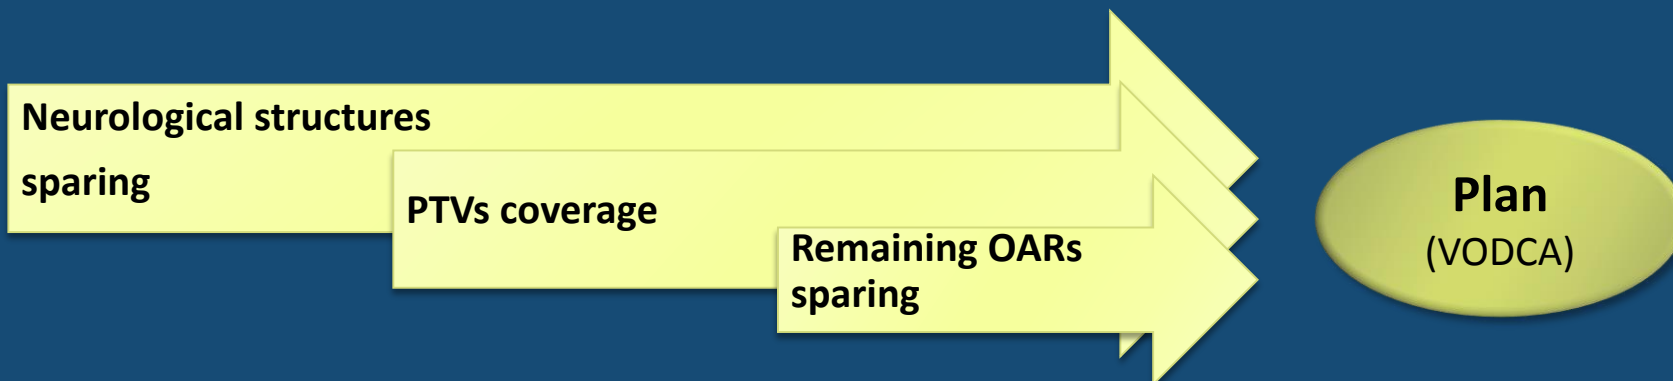 Neurological structures
sparing
PTVs coverage
Remaining OARs
sparing
Plan
(VODCA)